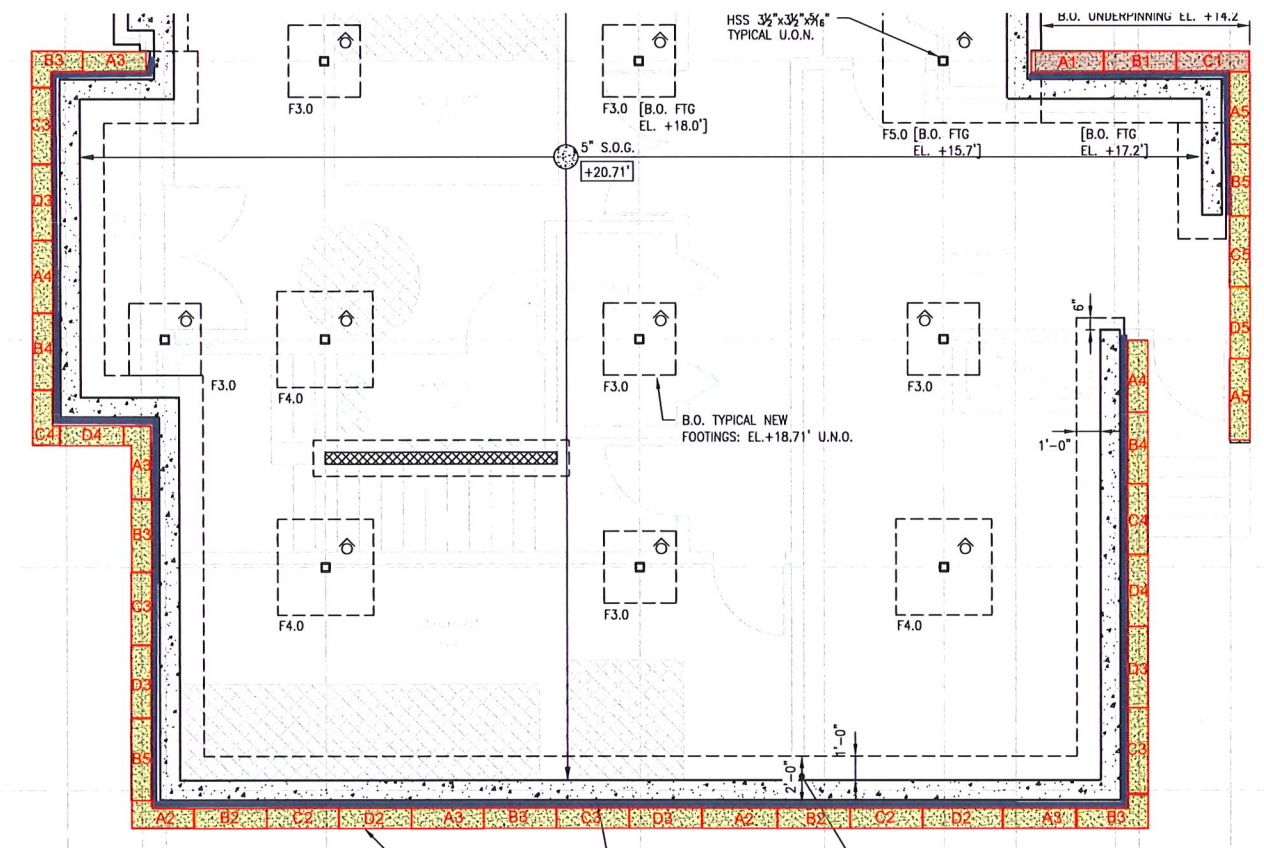 HSS 3½"x3½"x5⁄16"
TYPICAL U.O.N.
B.O. UNDERPINNING EL. +14.2
B3 A3
A1 B1 C1
F3.0
F3.0 [B.O. FTG
EL. +18.0']
F5.0 [B.O. FTG
EL. +15.7']
[B.O. FTG
EL. +17.2']
5" S.O.G.
+20.71'
C3
D3
A4
B4
C4 D4
A5
B5
C5
D5
A5
6"
1'-0"
F3.0
F4.0
F3.0
F3.0
B.O. TYPICAL NEW
FOOTINGS: EL.+18.71' U.N.O.
A3
B3
C3
D3
B5
A4
B4
C4
D4
D3
C3
F4.0
F3.0
F4.0
1'-0"
2'-0"
A2 B2 C2 D2 A3 B3 C3 D3 A2 B2 C2 D2 A3 B3